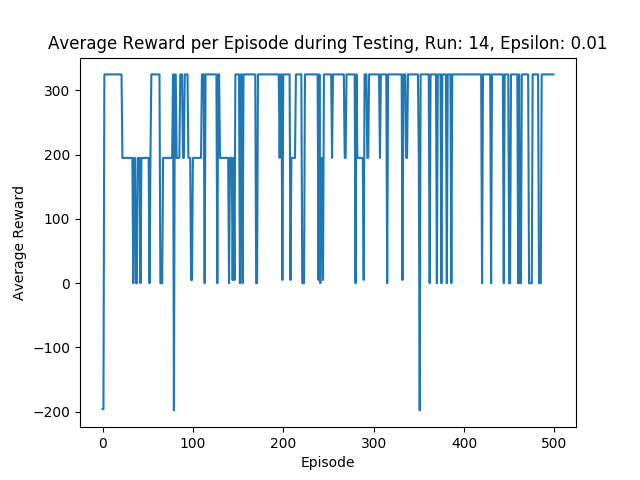 Average Reward per Episode during Testing, Run: 14, Epsilon: 0.01
300
200
100
0
−100
−200
Average Reward
0 100 200 300 400 500
Episode